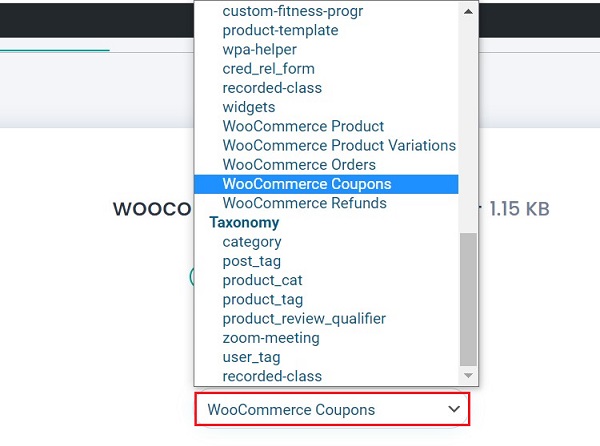 custom-fitness-progr
product-template
wpa-helper
cred_rel_form
recorded-class
widgets
WooCommerce Product
WooCommerce Product Variations
WooCommerce Orders
WooCommerce Coupons
WooCommerce Refunds
WOOCO 1.15 KB
Taxonomy
category
post_tag
product_cat
product_tag
product_review_qualifier
zoom-meeting
user_tag
recorded-class
WooCommerce Coupons